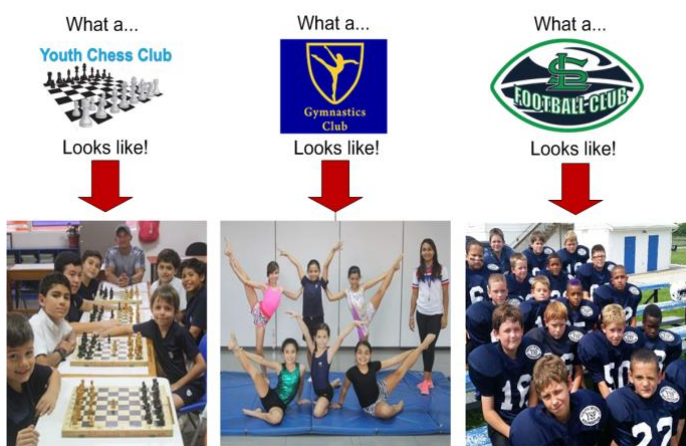 What a...
Youth Chess Club
Looks like!
What a...
Gymnastics
Club
Looks like!
What a...
SL
FOOTBALL CLUB
Looks like!
18
50
27